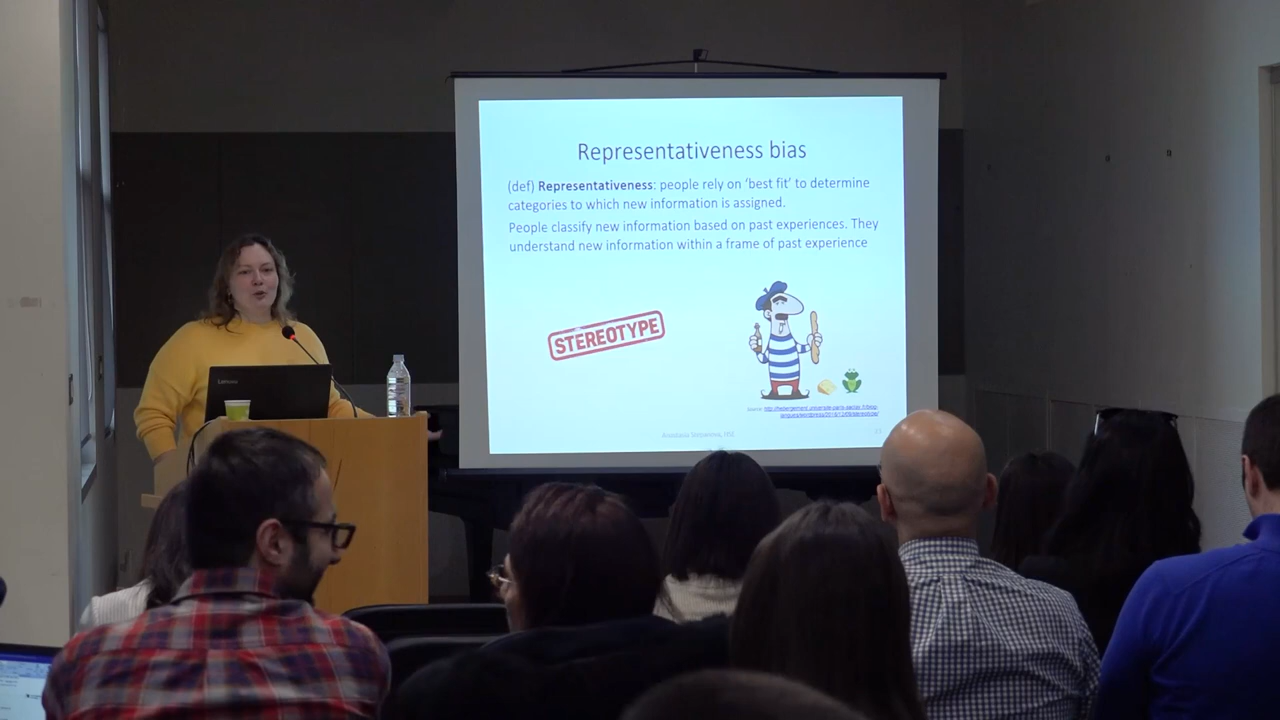 Representativeness bias
(def) Representativeness: people rely on 'best fit' to determine
categories to which new information is assigned.
People classify new information based on past experiences. They
understand new information within a frame of past experience
STEREOTYPE
Lenovo